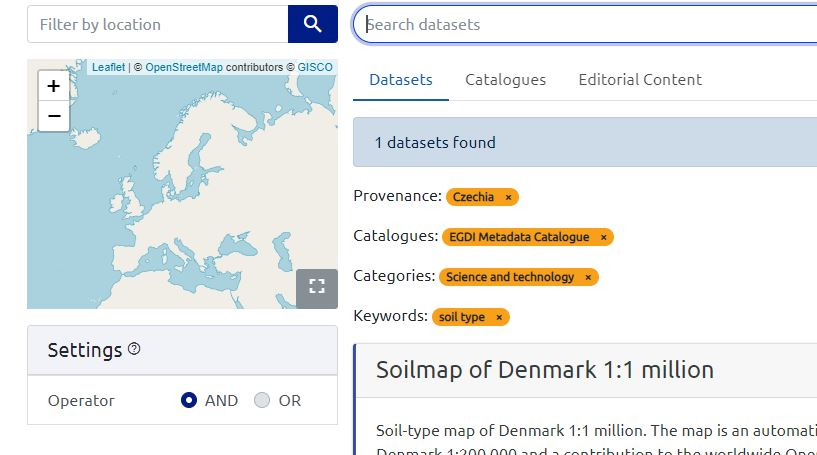 Filter by location
Search datasets
+
−
Leaflet | © OpenStreetMap contributors © GISCO
Datasets Catalogues Editorial Content
1 datasets found
Provenance: Czechia ×
Catalogues: EGDI Metadata Catalogue ×
Categories: Science and technology ×
Keywords: soil type ×
Settings ?
Operator AND OR
Soilmap of Denmark 1:1 million
Soil-type map of Denmark 1:1 million. The map is an automati
Denmark 1:200.000 and a contribution to the worldwide One